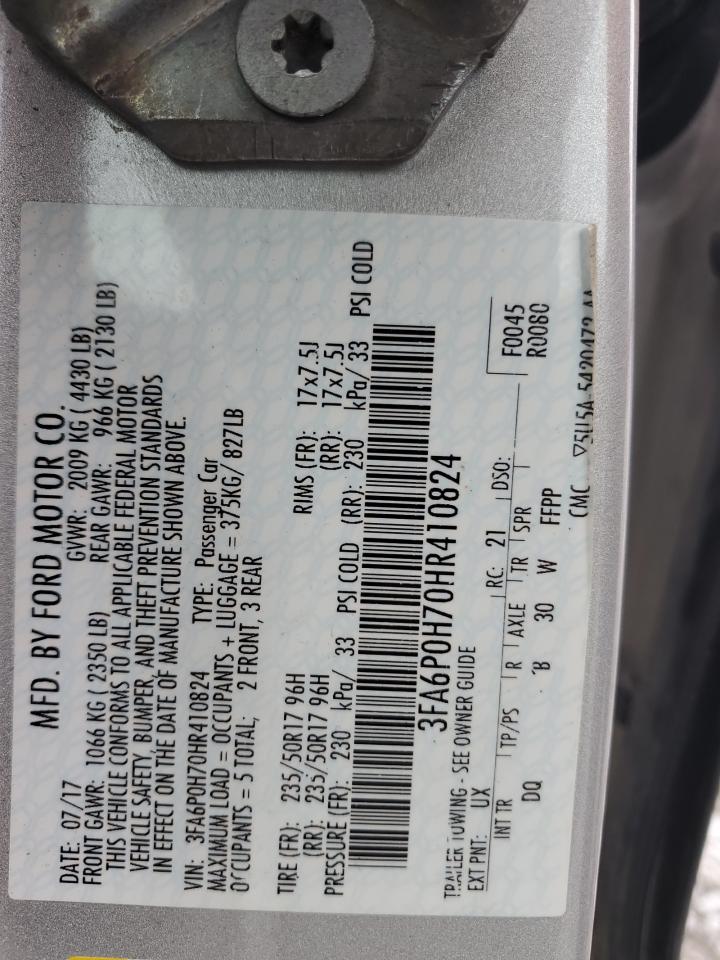 MFD. BY FORD MOTOR CO.
DATE: 07/17 GVWR: 2009 KG ( 4430 LB)
FRONT GAWR: 1066 KG ( 2350 LB) REAR GAWR: 966 KG ( 2130 LB)
THIS VEHICLE CONFORMS TO ALL APPLICABLE FEDERAL MOTOR
VEHICLE SAFETY, BUMPER, AND THEFT PREVENTION STANDARDS
IN EFFECT ON THE DATE OF MANUFACTURE SHOWN ABOVE.
VIN: 3FA6P0H70HR410824 TYPE: Passenger Car
MAXIMUM LOAD = OCCUPANTS + LUGGAGE = 375KG/ 827LB
OCCUPANTS = 5 TOTAL; 2 FRONT, 3 REAR
TIRE (FR): 235/50R17 96H RIMS (FR): 17x7.5J
(RR): 235/50R17 96H (RR): 17x7.5J
PRESSURE (FR): 230 kPa/ 33 PSI COLD (RR): 230 kPa/ 33 PSI COLD
3FA6P0H70HR410824
TRAILER TOWING - SEE OWNER GUIDE
EXT PNT: UX RC: 21 DSO: F0045
INT TR TP/PS R AXLE TR SPR R0080
DQ B 30 W FFPP
CMC